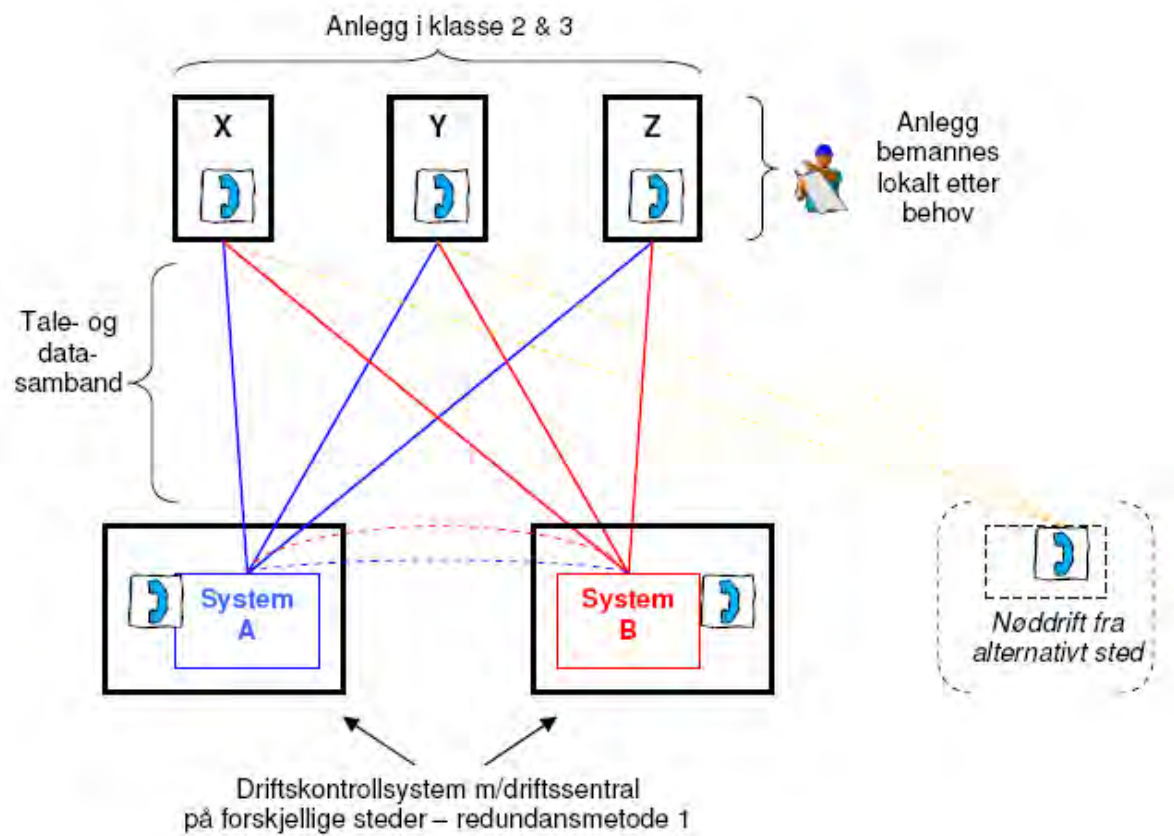 Anlegg i klasse 2 & 3
X
Y
Z
Anlegg
bemannes
lokalt etter
behov
Tale- og
data-
samband
System
A
System
B
Nøddrift fra
alternativt sted
Driftskontrollsystem m/driftssentral
på forskjellige steder – redundansmetode 1